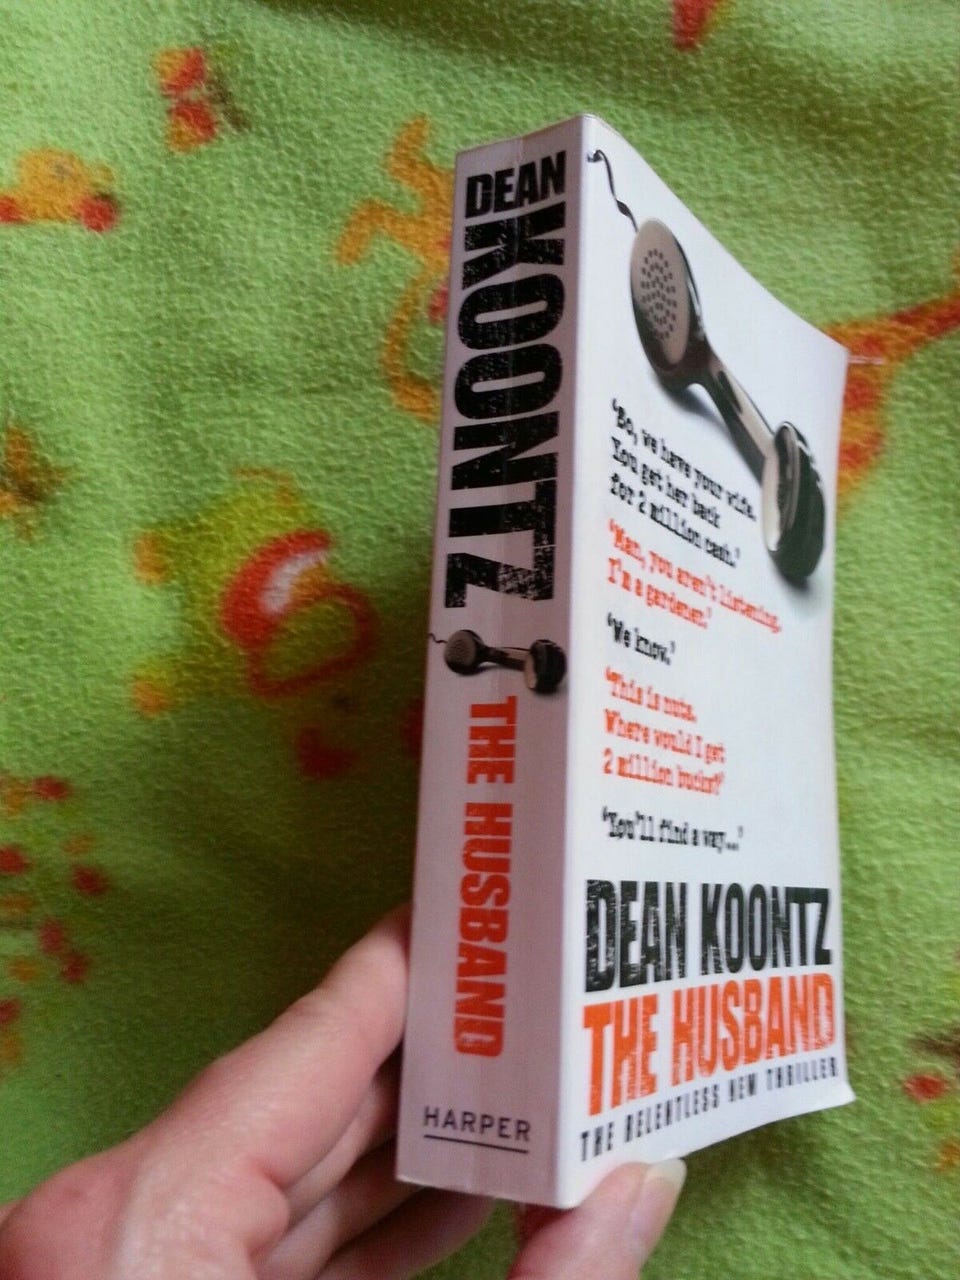 DEAN
KOONTZ
THE HUSBAND
HARPER
'So, we have your wife.
You get her back
for 2 million cash.'
'Man, you aren't listening.
I'm a gardener.'
'We know.'
'This is nuts.
Where would I get
2 million bucks?'
'You'll find a way...'
DEAN KOONTZ
THE HUSBAND
THE RELENTLESS NEW THRILLER